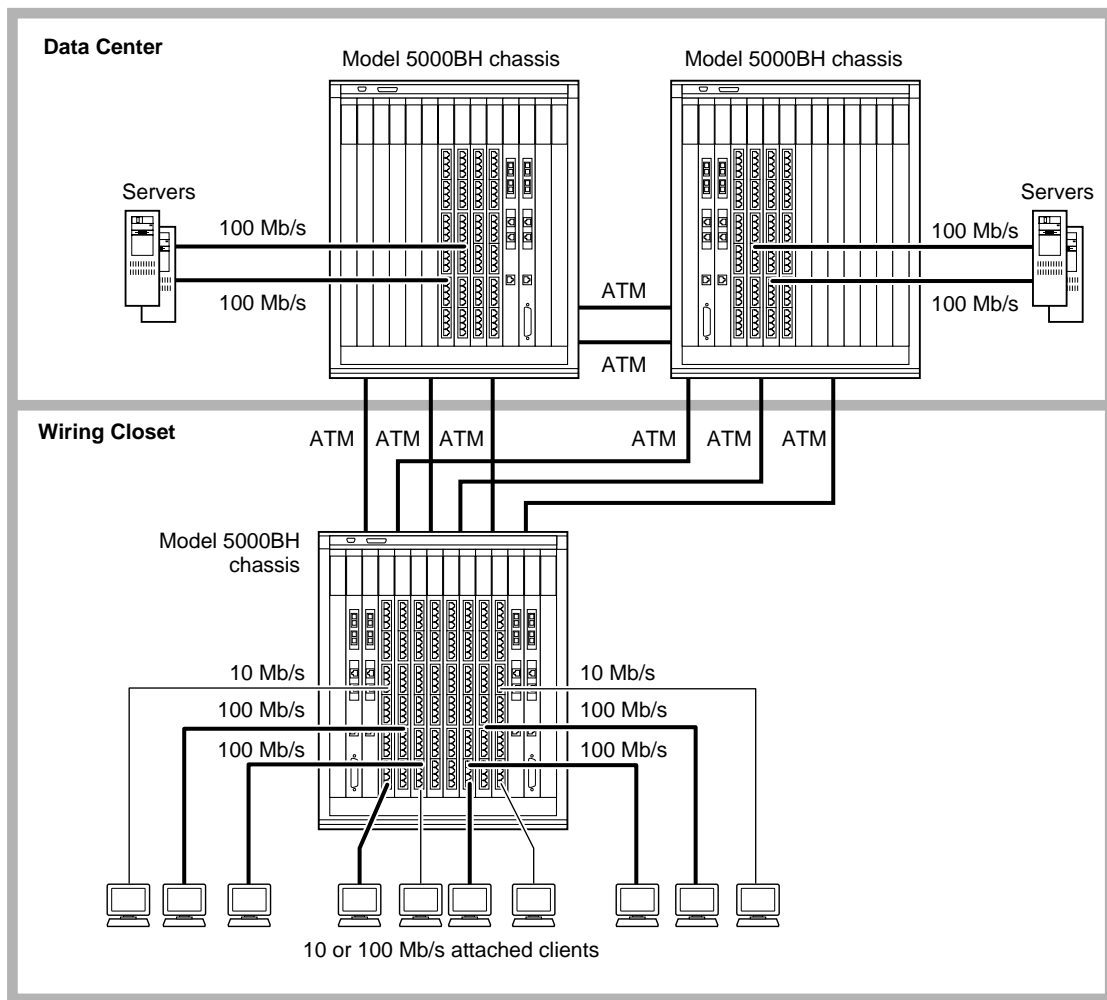 Data Center
Model 5000BH chassis
Model 5000BH chassis
Servers
Servers
100 Mb/s
100 Mb/s
100 Mb/s
100 Mb/s
ATM
ATM
Wiring Closet
ATM
ATM
ATM
ATM
ATM
ATM
Model 5000BH
chassis
10 Mb/s
10 Mb/s
100 Mb/s
100 Mb/s
100 Mb/s
100 Mb/s
10 or 100 Mb/s attached clients